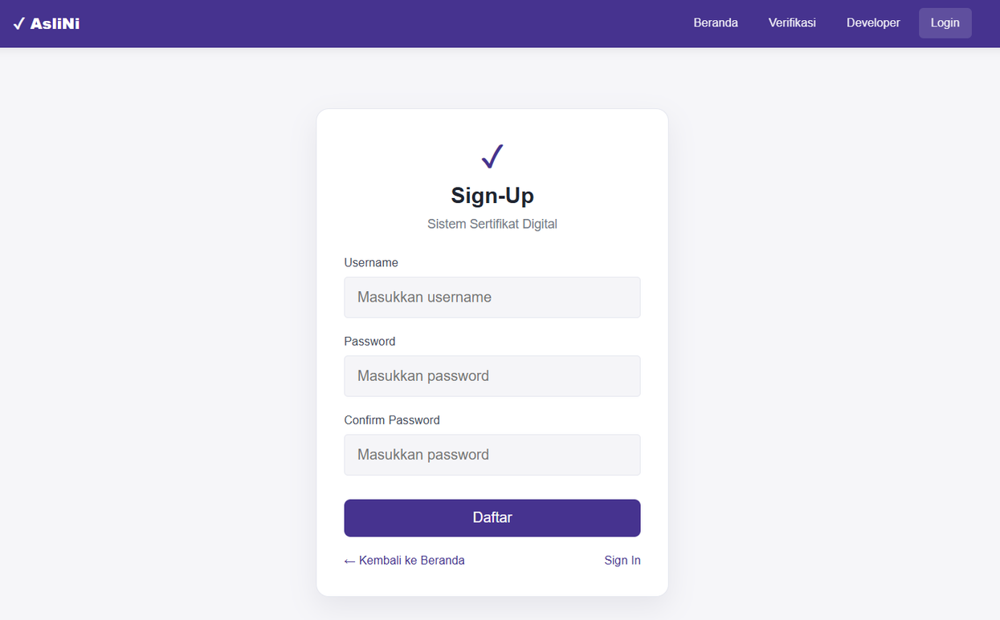 ✓ AsliNi
Beranda Verifikasi Developer Login
✓
Sign-Up
Sistem Sertifikat Digital
Username
Masukkan username
Password
Masukkan password
Confirm Password
Masukkan password
Daftar
← Kembali ke Beranda Sign In